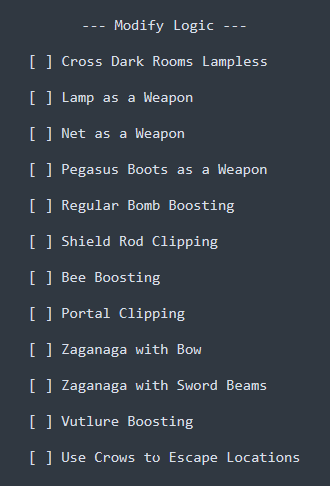 --- Modify Logic ---
[ ] Cross Dark Rooms Lampless
[ ] Lamp as a Weapon
[ ] Net as a Weapon
[ ] Pegasus Boots as a Weapon
[ ] Regular Bomb Boosting
[ ] Shield Rod Clipping
[ ] Bee Boosting
[ ] Portal Clipping
[ ] Zaganaga with Bow
[ ] Zaganaga with Sword Beams
[ ] Vutlure Boosting
[ ] Use Crows to Escape Locations